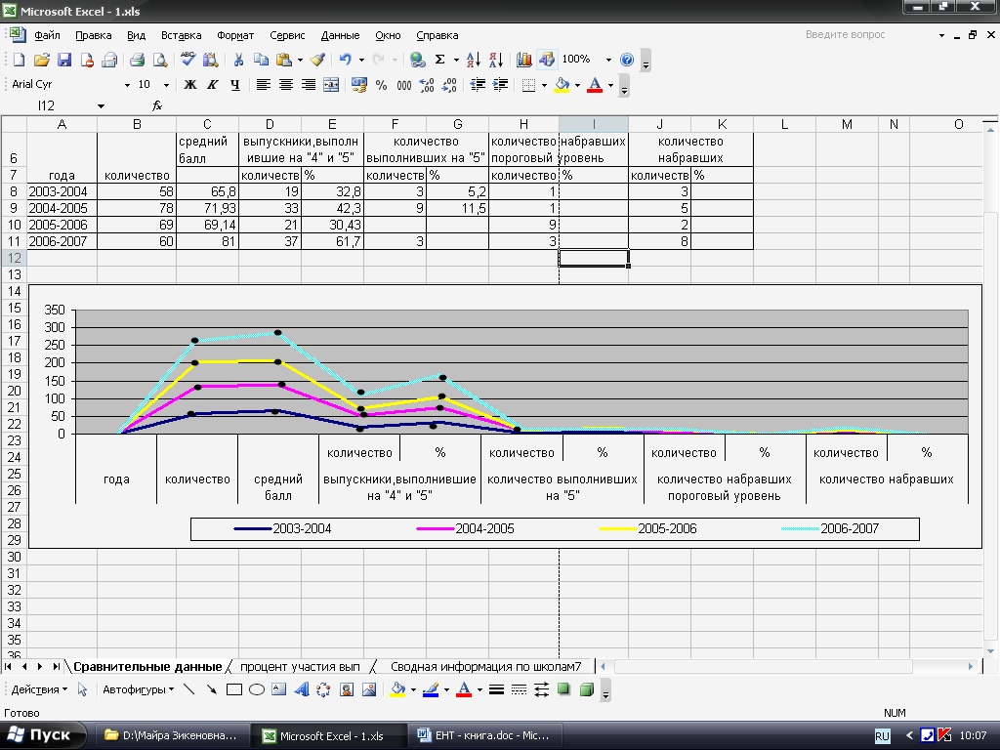 Microsoft Excel - 1.xls
Файл Правка Вид Вставка Формат Сервис Данные Окно Справка Введите вопрос
100%
Arial Cyr 10 Ж К Ч % 000
I12 fx
A B C D E F G H I J K L M N O
средний выпускники,выполн количество количество набравших количество
6 балл ившие на "4" и "5" выполнивших на "5" пороговый уровень набравших
7 года количество количеств % количеств % количество % количеств %
8 2003-2004 58 65,8 19 32,8 3 5,2 1 3
9 2004-2005 78 71,93 33 42,3 9 11,5 1 5
10 2005-2006 69 69,14 21 30,43 9 2
11 2006-2007 60 81 37 61,7 3 3 8
12
13
14
15
16
17
18
19
20
21
22
23
24
25
26
27
28
29
30
31
32
33
34
35
36
350
300
250
200
150
100
50
0
количество % количество % количество % количество %
года количество средний выпускники,выполнившие количество выполнивших количество набравших количество набравших
балл на "4" и "5" на "5" пороговый уровень
2003-2004 2004-2005 2005-2006 2006-2007
Сравнительные данные процент участия вып Сводная информация по школам7
Действия Автофигуры
Готово NUM
Пуск D:\Майра Зикеновна... Microsoft Excel - 1.xls ЕНТ - книга.doc - Mic... RU 10:07